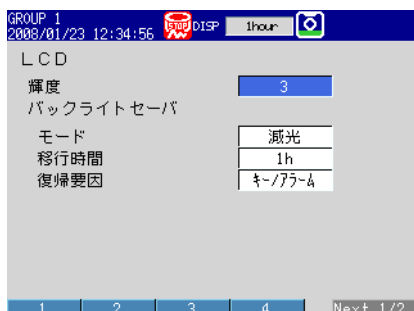 GROUP 1
2008/01/23 12:34:56 STOP DISP 1hour
LCD
輝度 3
バックライトセーバ
モード 減光
移行時間 1h
復帰要因 キー/アラーム
1 2 3 4 Next 1/2